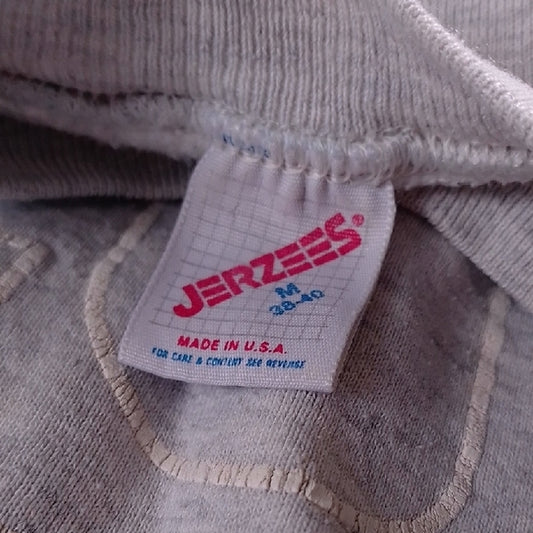 JERZEES®
M
38-40
MADE IN U.S.A.
FOR CARE & CONTENT SEE REVERSE